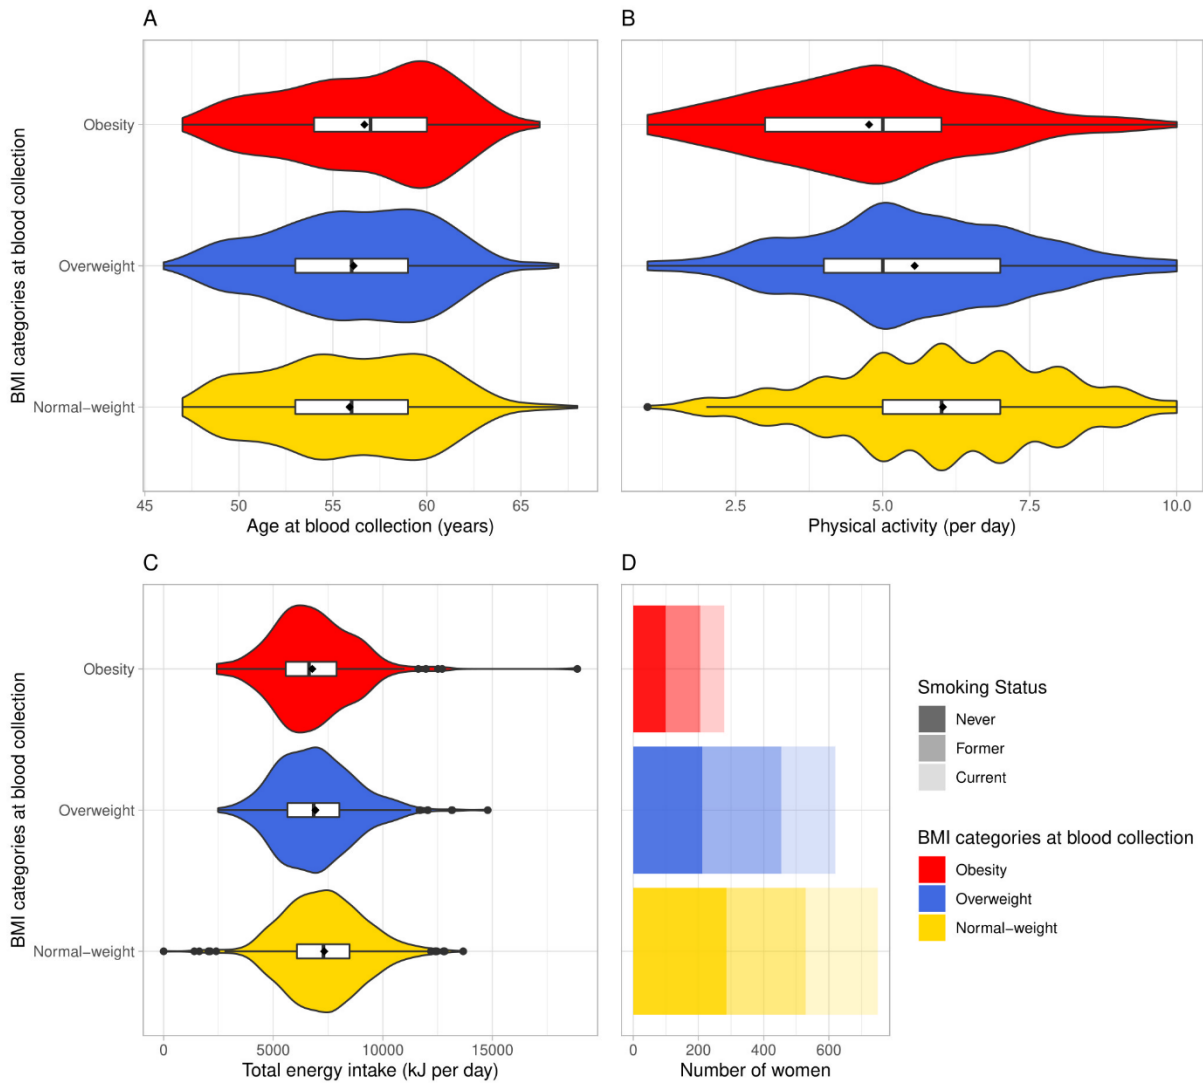 A
BMI categories at blood collection
Obesity
Overweight
Normal−weight
45 50 55 60 65
Age at blood collection (years)
B
2.5 5.0 7.5 10.0
Physical activity (per day)
C
BMI categories at blood collection
Obesity
Overweight
Normal−weight
0 5000 10000 15000
Total energy intake (kJ per day)
D
0 200 400 600
Number of women
Smoking Status
Never
Former
Current
BMI categories at blood collection
Obesity
Overweight
Normal−weight